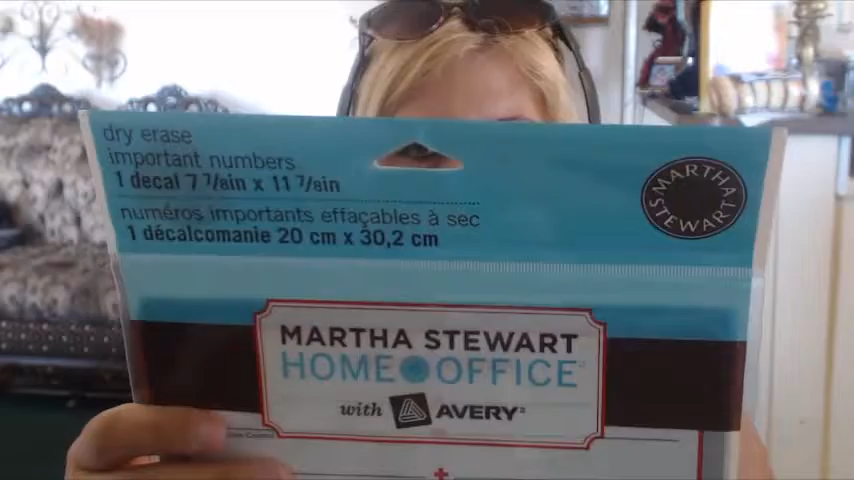 dry erase
important numbers
1 decal 7 7/8in x 11 7/8in
numéros importants effaçables à sec
1 décalcomanie 20 cm x 30,2 cm
MARTHA
STEWART
MARTHA STEWART
HOME OFFICE
with AVERY